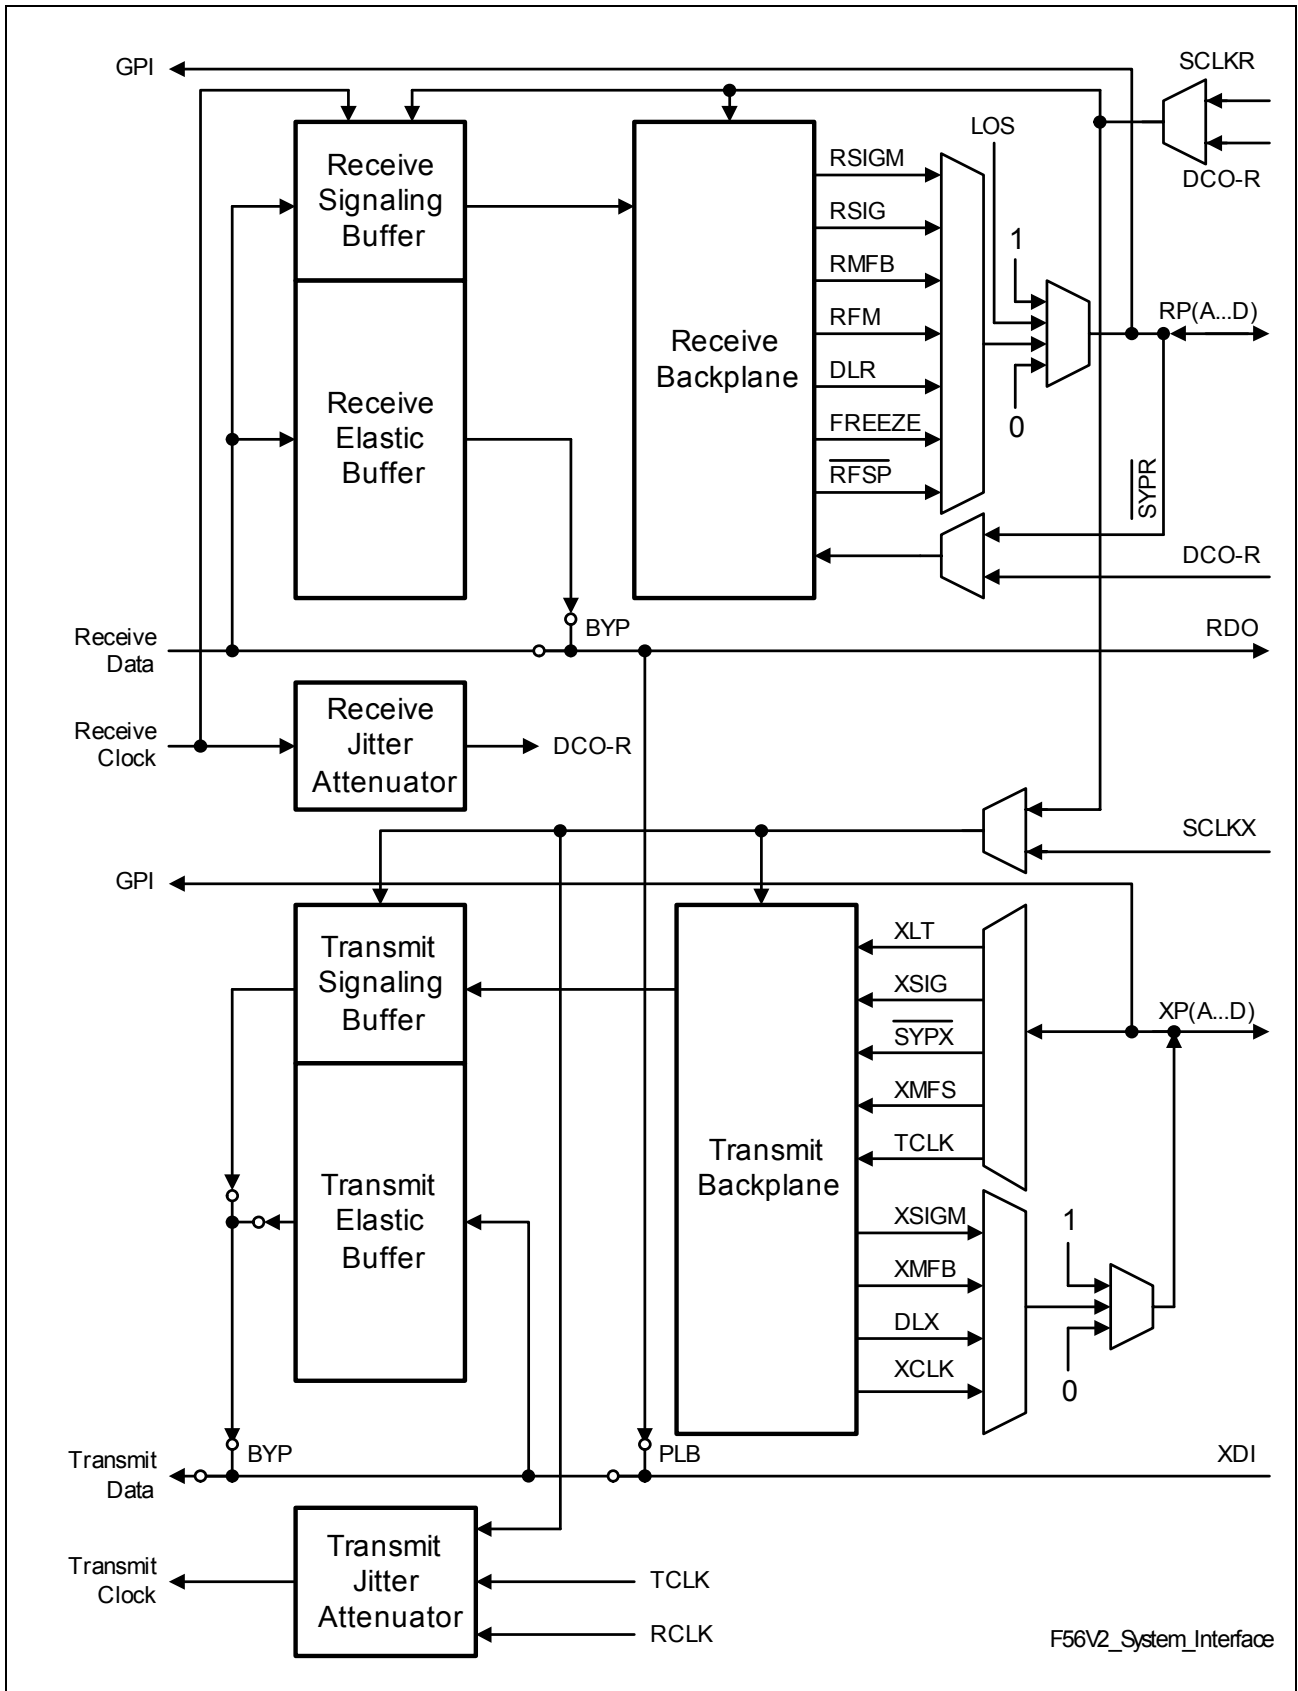 GPI
SCLKR
LOS
DCO-R
Receive
Signaling
Buffer
RSIGM
RSIG
RMFB
RFM
DLR
FREEZE
RFSP
1
0
RP(A...D)
Receive
Backplane
Receive
Elastic
Buffer
SYPR
DCO-R
BYP
RDO
Receive
Data
Receive
Clock
Receive
Jitter
Attenuator
DCO-R
SCLKX
GPI
Transmit
Signaling
Buffer
XLT
XSIG
SYPX
XMFS
TCLK
XP(A...D)
Transmit
Backplane
Transmit
Elastic
Buffer
XSIGM
XMFB
DLX
XCLK
1
0
BYP
PLB
XDI
Transmit
Data
Transmit
Clock
Transmit
Jitter
Attenuator
TCLK
RCLK
F56V2_System_Interface